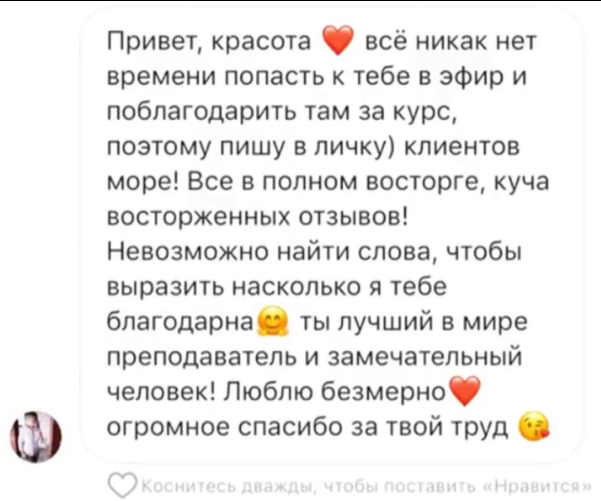 Привет, красота ❤️ всё никак нет
времени попасть к тебе в эфир и
поблагодарить там за курс,
поэтому пишу в личку) клиентов
море! Все в полном восторге, куча
восторженных отзывов!
Невозможно найти слова, чтобы
выразить насколько я тебе
благодарна🤗 ты лучший в мире
преподаватель и замечательный
человек! Люблю безмерно❤️
огромное спасибо за твой труд 😘
Коснитесь дважды, чтобы поставить «Нравится»